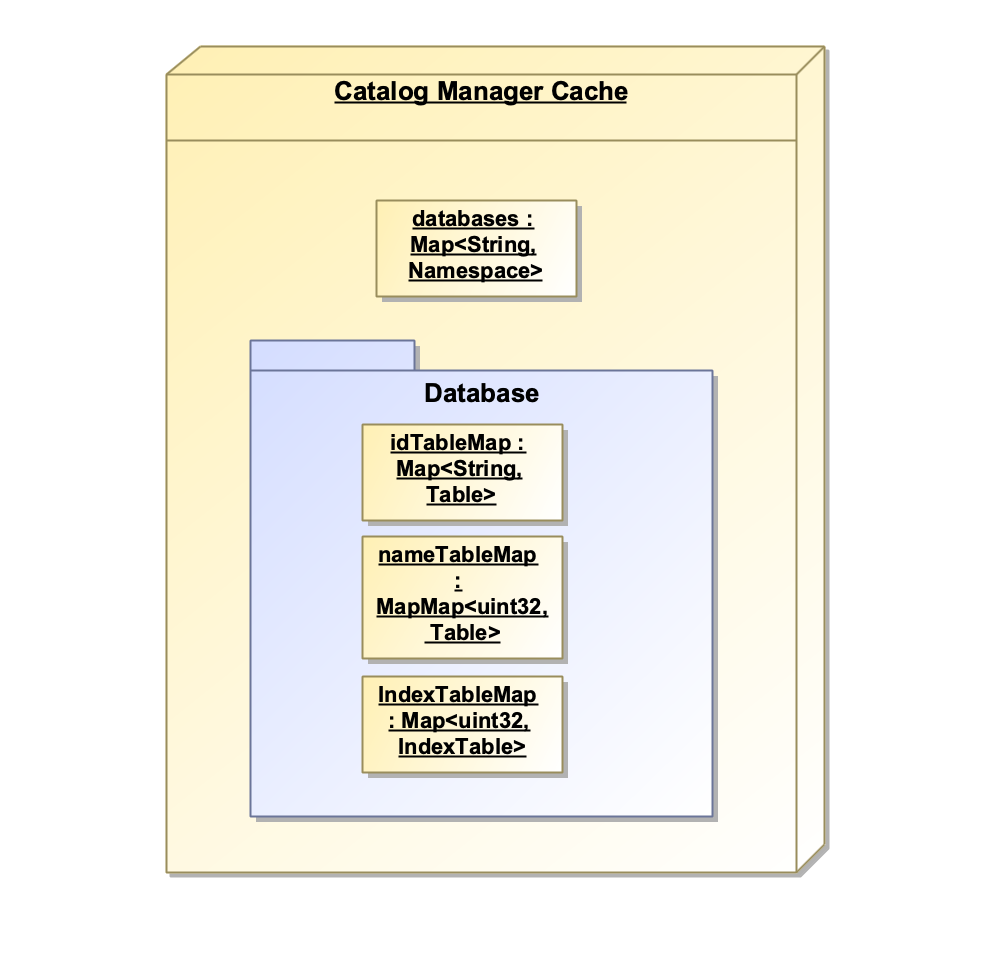 Catalog Manager Cache
databases :
Map<String,
Namespace>
Database
idTableMap :
Map<String,
Table>
nameTableMap
:
MapMap<uint32,
Table>
IndexTableMap
: Map<uint32,
IndexTable>